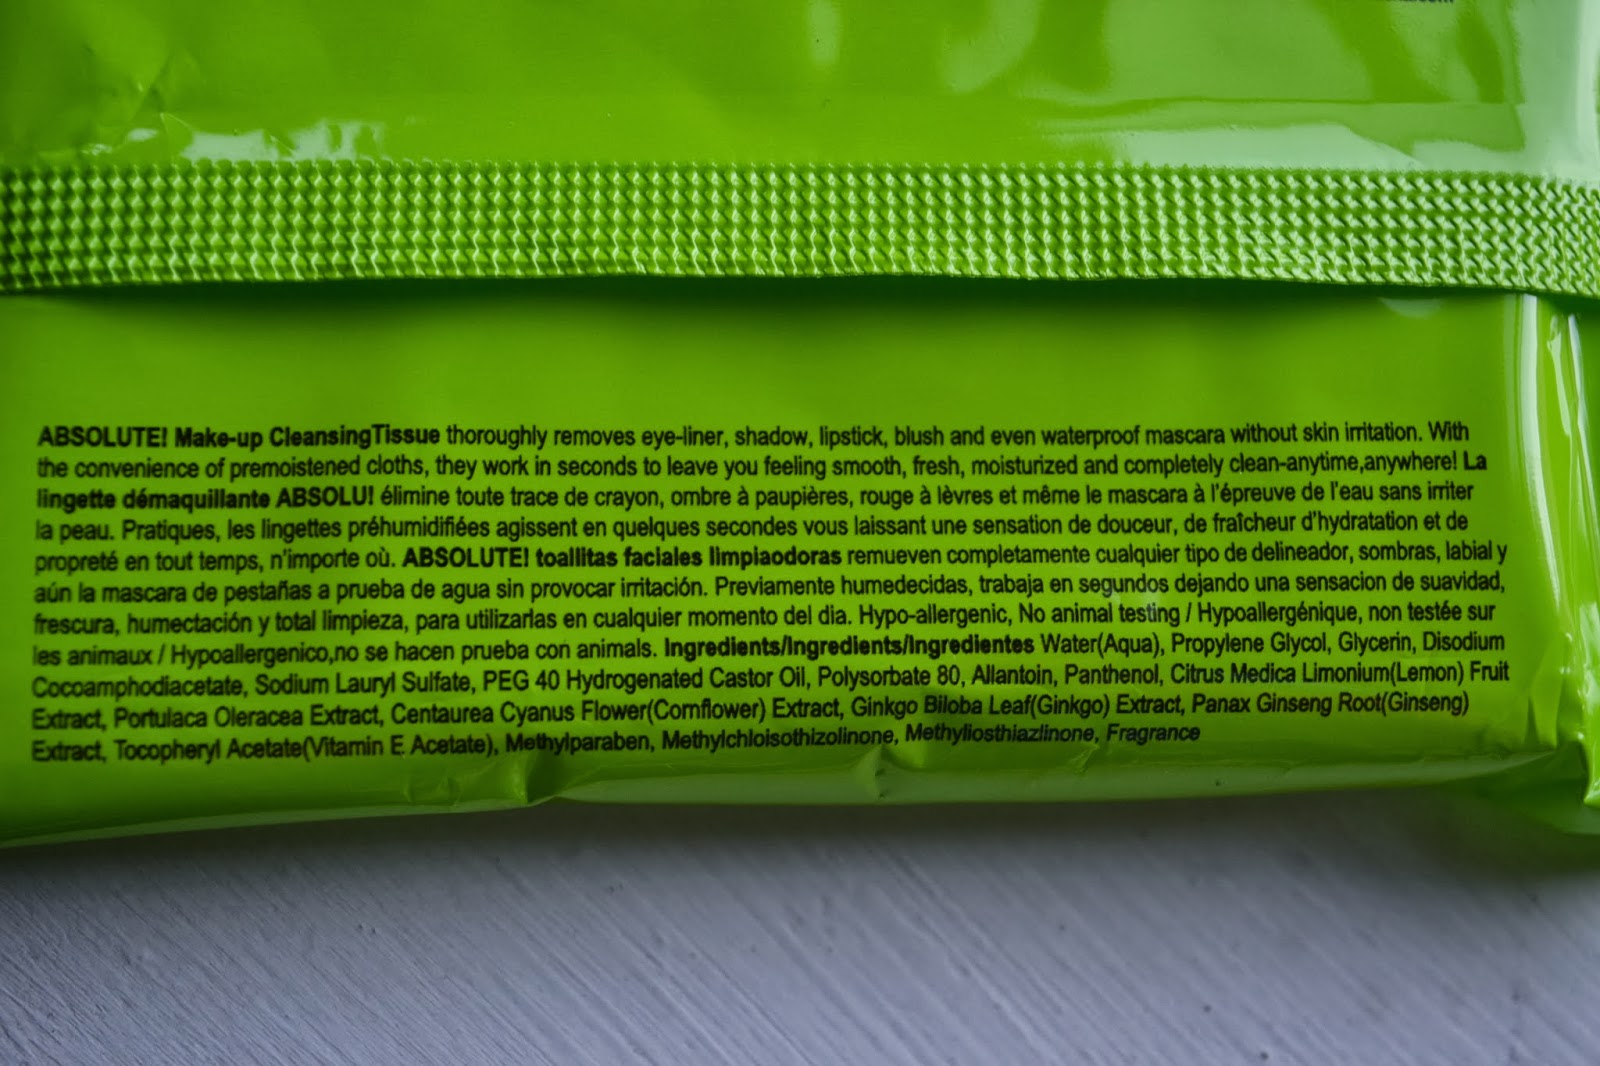 ABSOLUTE! Make-up CleansingTissue thoroughly removes eye-liner, shadow, lipstick, blush and even waterproof mascara without skin irritation. With
the convenience of premoistened cloths, they work in seconds to leave you feeling smooth, fresh, moisturized and completely clean-anytime,anywhere! La
lingette démaquillante ABSOLU! élimine toute trace de crayon, ombre à paupières, rouge à lèvres et même le mascara à l'épreuve de l'eau sans irriter
la peau. Pratiques, les lingettes préhumidifiées agissent en quelques secondes vous laissant une sensation de douceur, de fraîcheur d'hydratation et de
propreté en tout temps, n'importe où. ABSOLUTE! toallitas faciales limpiaodoras remueven completamente cualquier tipo de delineador, sombras, labial y
aún la mascara de pestañas a prueba de agua sin provocar irritación. Previamente humedecidas, trabaja en segundos dejando una sensacion de suavidad,
frescura, humectación y total limpieza, para utilizarlas en cualquier momento del dia. Hypo-allergenic, No animal testing / Hypoallergénique, non testée sur
les animaux / Hypoallergenico,no se hacen prueba con animals. Ingredients/Ingredients/Ingredientes Water(Aqua), Propylene Glycol, Glycerin, Disodium
Cocoamphodiacetate, Sodium Lauryl Sulfate, PEG 40 Hydrogenated Castor Oil, Polysorbate 80, Allantoin, Panthenol, Citrus Medica Limonium(Lemon) Fruit
Extract, Portulaca Oleracea Extract, Centaurea Cyanus Flower(Cornflower) Extract, Ginkgo Biloba Leaf(Ginkgo) Extract, Panax Ginseng Root(Ginseng)
Extract, Tocopheryl Acetate(Vitamin E Acetate), Methylparaben, Methylchloisothizolinone, Methyliosthiazlinone, Fragrance